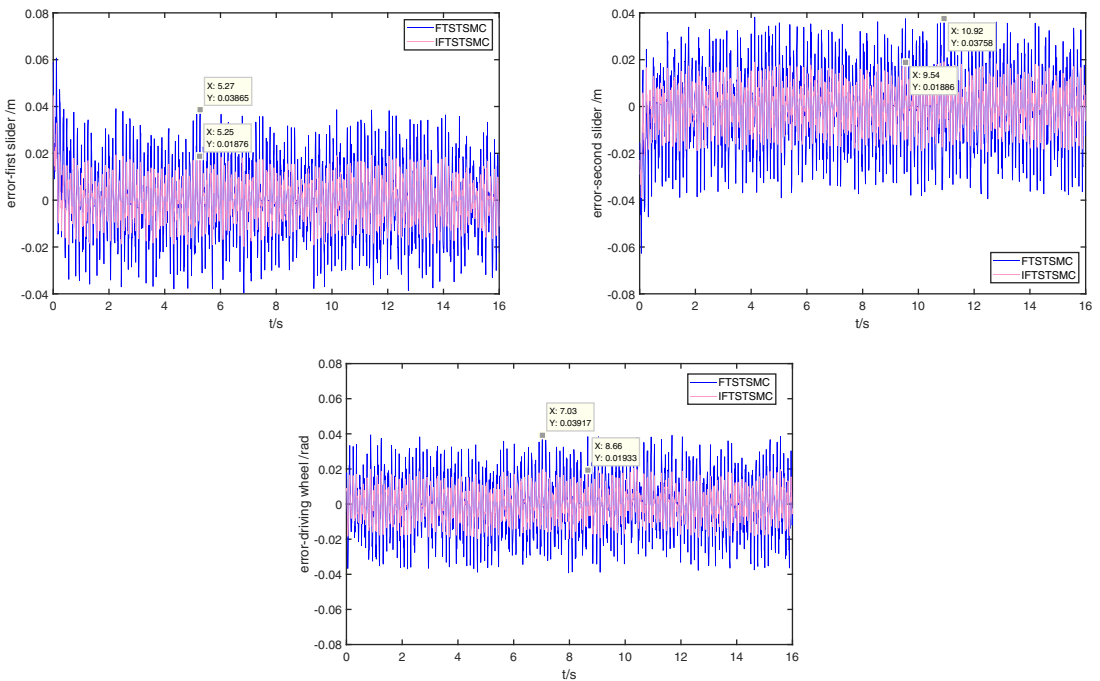 0.08
0.06
0.04
0.02
0
-0.02
-0.04
error-first slider /m
FTSTSMC
IFTSTSMC
X: 5.27
Y: 0.03865
X: 5.25
Y: 0.01876
0 2 4 6 8 10 12 14 16
t/s
0.04
0.02
0
-0.02
-0.04
-0.06
-0.08
error-second slider /m
X: 10.92
Y: 0.03758
X: 9.54
Y: 0.01886
FTSTSMC
IFTSTSMC
0 2 4 6 8 10 12 14 16
t/s
0.08
0.06
0.04
0.02
0
-0.02
-0.04
-0.06
-0.08
error-driving wheel /rad
FTSTSMC
IFTSTSMC
X: 7.03
Y: 0.03917
X: 8.66
Y: 0.01933
0 2 4 6 8 10 12 14 16
t/s